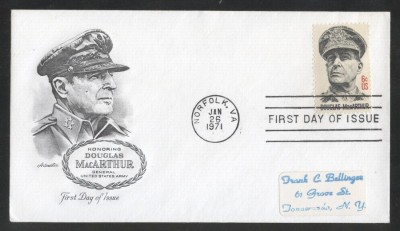 NORFOLK, VA
JAN
26
1971
6c US
DOUGLAS MacARTHUR
FIRST DAY OF ISSUE
Artmaster
HONORING
DOUGLAS
MacARTHUR
GENERAL
UNITED STATES ARMY
First Day of Issue
Frank C. Bellinger
61 Grove St.
N. Y.